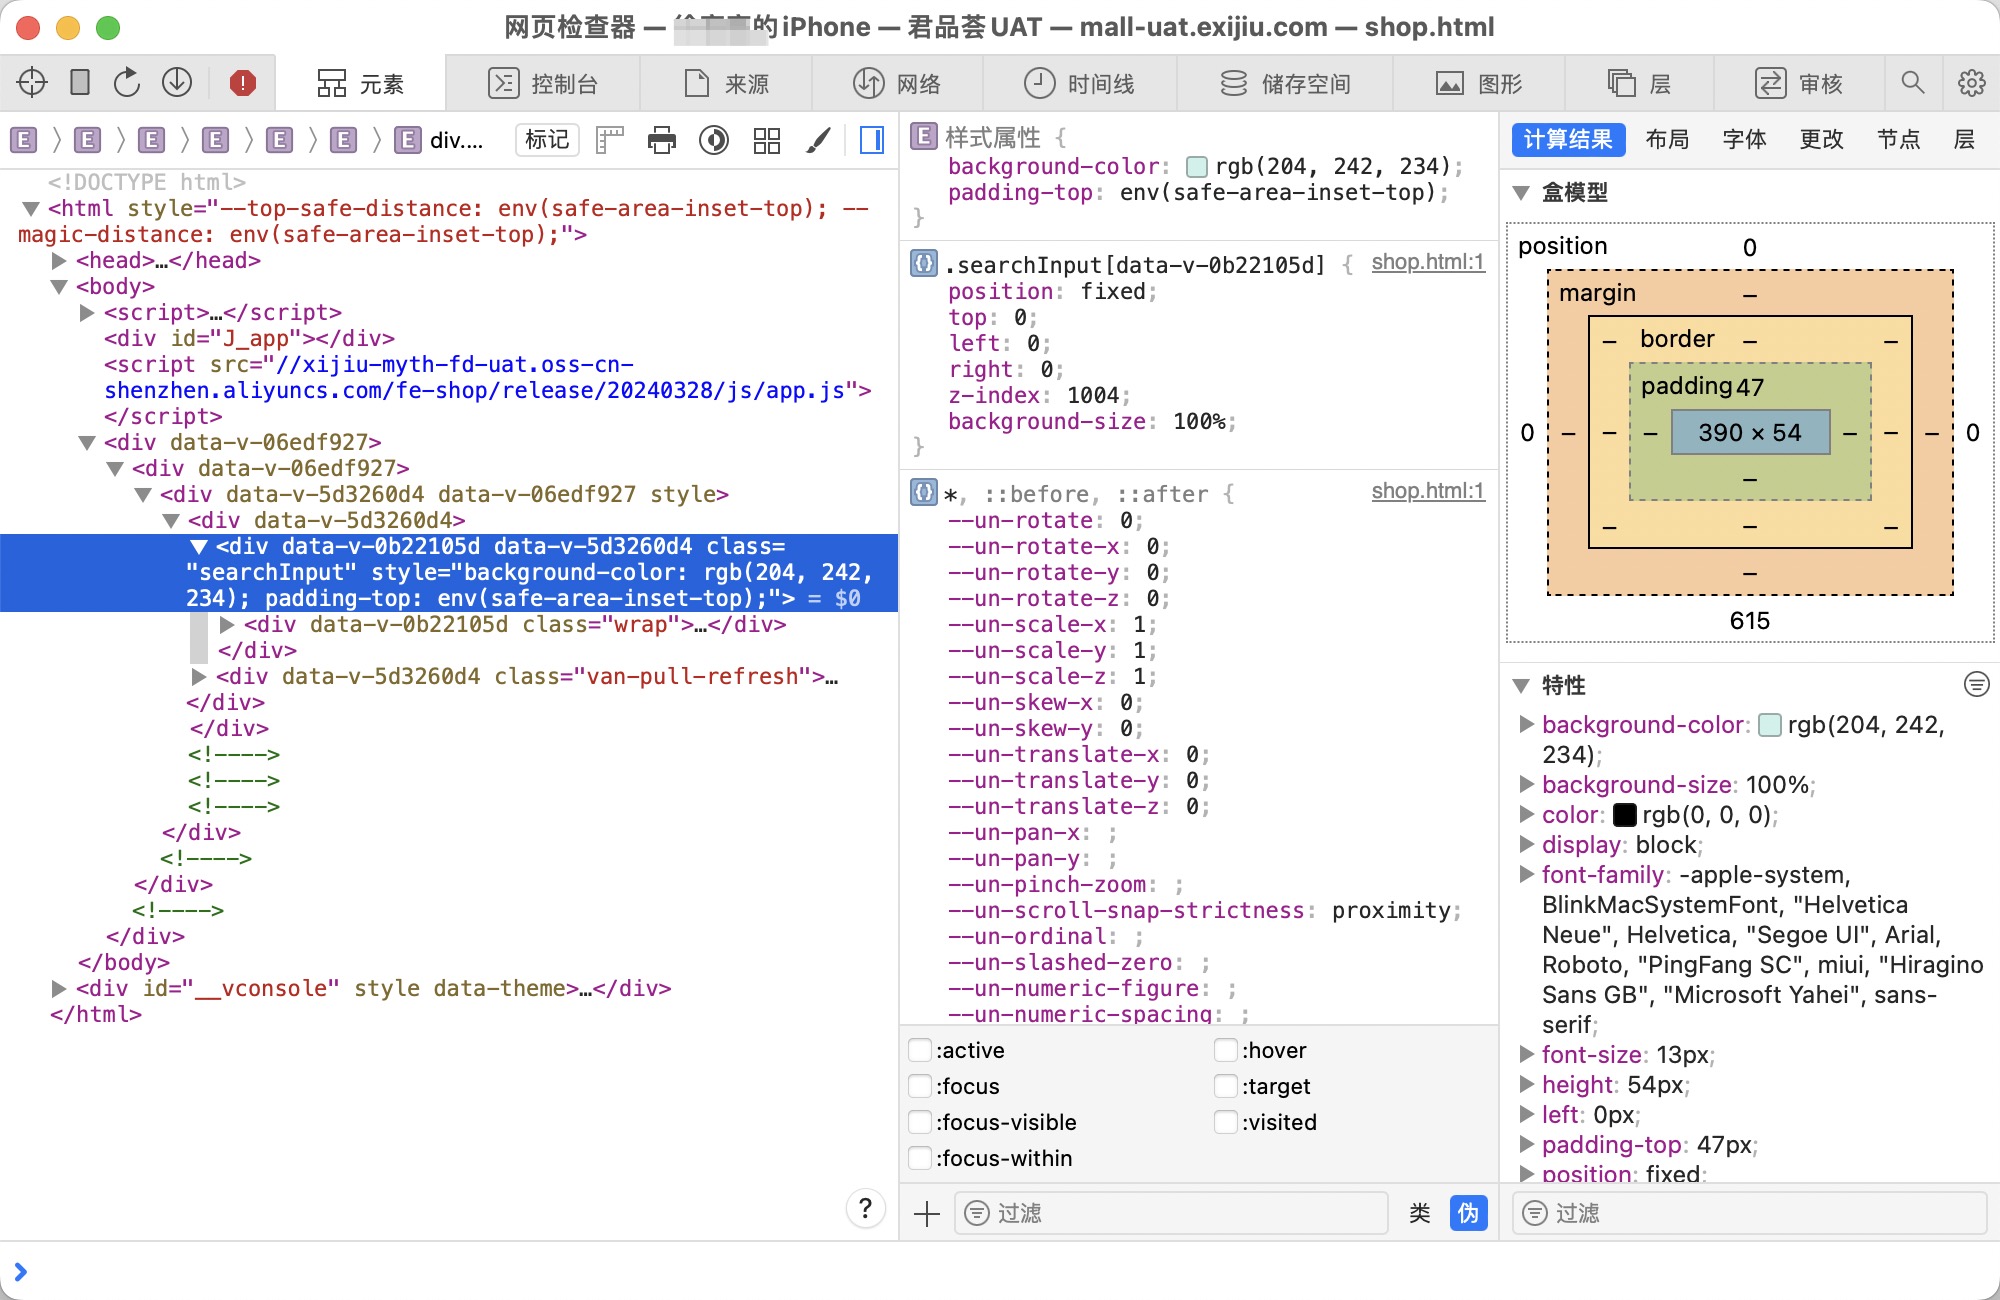 网页检查器 — 的 iPhone — 君品荟 UAT — mall-uat.exijiu.com — shop.html
元素 控制台 来源 网络 时间线 储存空间 图形 层 审核
E E E E E E E div.... 标记
<!DOCTYPE html>
<html style="--top-safe-distance: env(safe-area-inset-top); --
magic-distance: env(safe-area-inset-top);">
<head>…</head>
<body>
<script>…</script>
<div id="J_app"></div>
<script src="//xijiu-myth-fd-uat.oss-cn-
shenzhen.aliyuncs.com/fe-shop/release/20240328/js/app.js">
</script>
<div data-v-06edf927>
<div data-v-06edf927>
<div data-v-5d3260d4 data-v-06edf927 style>
<div data-v-5d3260d4>
<div data-v-0b22105d data-v-5d3260d4 class=
"searchInput" style="background-color: rgb(204, 242,
234); padding-top: env(safe-area-inset-top);"> = $0
<div data-v-0b22105d class="wrap">…</div>
</div>
<div data-v-5d3260d4 class="van-pull-refresh">…
</div>
</div>
<!---->
<!---->
<!---->
</div>
<!---->
</div>
<!---->
</div>
</body>
<div id="__vconsole" style data-theme>…</div>
</html>
?
E 样式属性 {
background-color: rgb(204, 242, 234);
padding-top: env(safe-area-inset-top);
}
.searchInput[data-v-0b22105d] { shop.html:1
position: fixed;
top: 0;
left: 0;
right: 0;
z-index: 1004;
background-size: 100%;
}
*, ::before, ::after { shop.html:1
--un-rotate: 0;
--un-rotate-x: 0;
--un-rotate-y: 0;
--un-rotate-z: 0;
--un-scale-x: 1;
--un-scale-y: 1;
--un-scale-z: 1;
--un-skew-x: 0;
--un-skew-y: 0;
--un-translate-x: 0;
--un-translate-y: 0;
--un-translate-z: 0;
--un-pan-x: ;
--un-pan-y: ;
--un-pinch-zoom: ;
--un-scroll-snap-strictness: proximity;
--un-ordinal: ;
--un-slashed-zero: ;
--un-numeric-figure: ;
--un-numeric-spacing: ;
:active :hover
:focus :target
:focus-visible :visited
:focus-within
过滤 类 伪
计算结果 布局 字体 更改 节点 层
盒模型
position 0
margin –
– border – –
padding 47
0 – – – 390 × 54 – – – 0
–
– – –
–
615
特性
background-color: rgb(204, 242,
234);
background-size: 100%;
color: rgb(0, 0, 0);
display: block;
font-family: -apple-system,
BlinkMacSystemFont, "Helvetica
Neue", Helvetica, "Segoe UI", Arial,
Roboto, "PingFang SC", miui, "Hiragino
Sans GB", "Microsoft Yahei", sans-
serif;
font-size: 13px;
height: 54px;
left: 0px;
padding-top: 47px;
position: fixed;
过滤